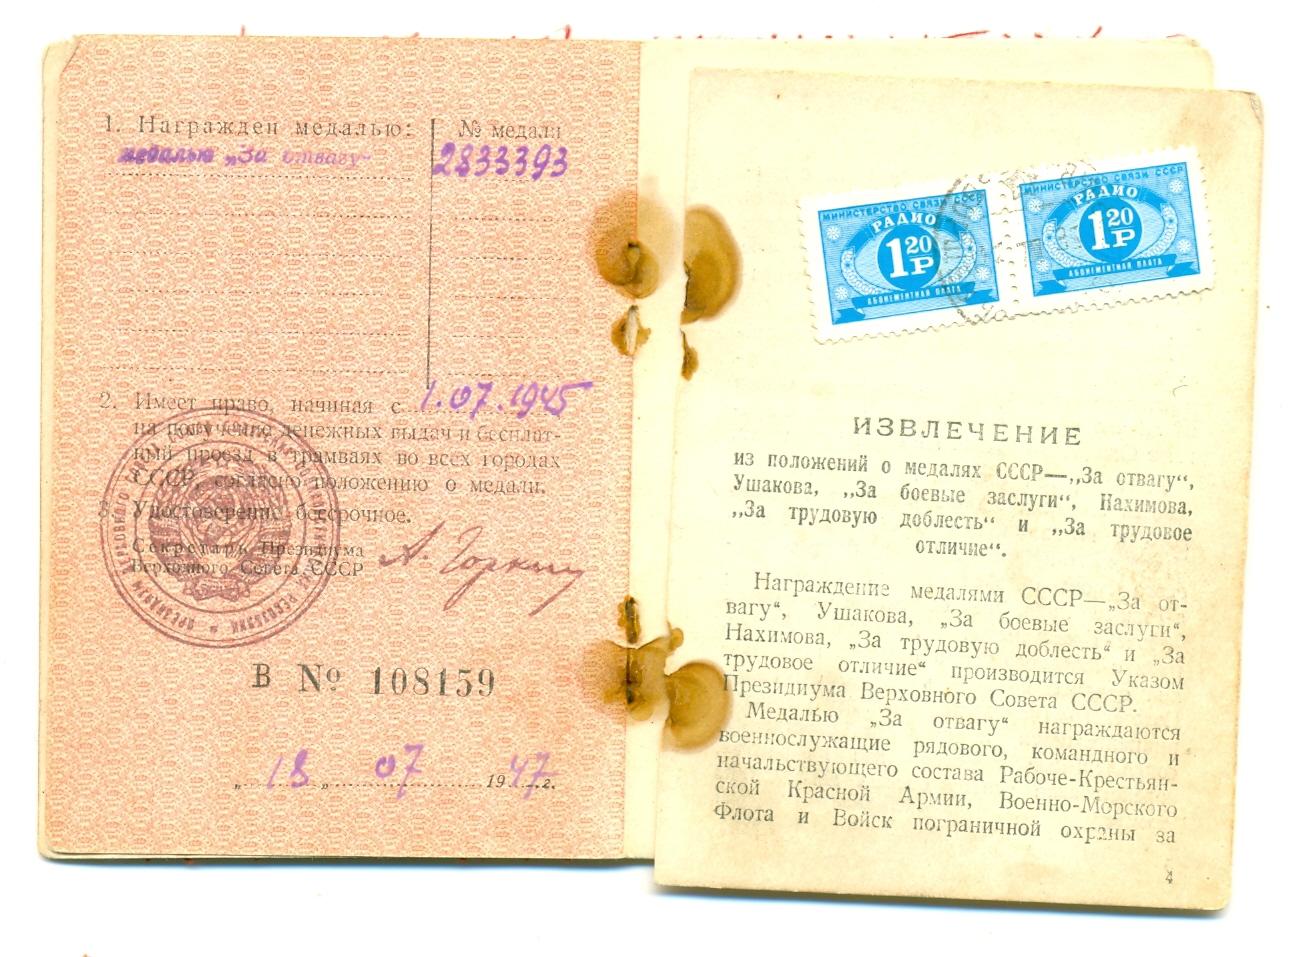 1. Награжден медалью:
№ медали
медалью „За отвагу"
2833393
2. Имеет право, начиная с 1.07.1945
на получение денежных выдач и бесплат-
ный проезд в трамваях во всех городах
СССР, согласно положению о медали.
3. Удостоверение бессрочное.
Секретарь Президиума
Верховного Совета СССР
А. Горкин
В № 108159
„ 18 „ 07 1947 г.
МИНИСТЕРСТВО СВЯЗИ СССР
РАДИО
1 20 Р
АБОНЕМЕНТНАЯ ПЛАТА
МИНИСТЕРСТВО СВЯЗИ СССР
РАДИО
1 20 Р
АБОНЕМЕНТНАЯ ПЛАТА
ИЗВЛЕЧЕНИЕ
из положений о медалях СССР—„За отвагу“,
Ушакова, „За боевые заслуги“, Нахимова,
„За трудовую доблесть“ и „За трудовое
отличие“.
Награждение медалями СССР—„За от-
вагу“, Ушакова, „За боевые заслуги“,
Нахимова, „За трудовую доблесть“ и „За
трудовое отличие“ производится Указом
Президиума Верховного Совета СССР.
Медалью „За отвагу“ награждаются
военнослужащие рядового, командного и
начальствующего состава Рабоче-Крестьян-
ской Красной Армии, Военно-Морского
Флота и Войск пограничной охраны за
4